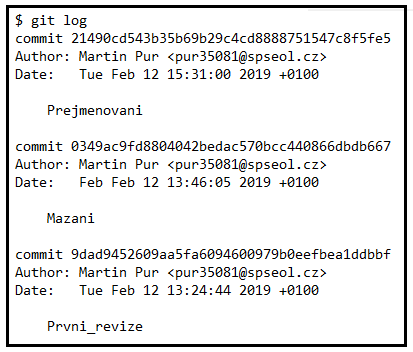 $ git log
commit 21490cd543b35b69b29c4cd8888751547c8f5fe5
Author: Martin Pur <pur35081@spseol.cz>
Date:   Tue Feb 12 15:31:00 2019 +0100
Prejmenovani
commit 0349ac9fd8804042bedac570bcc440866dbdb667
Author: Martin Pur <pur35081@spseol.cz>
Date:   Feb Feb 12 13:46:05 2019 +0100
Mazani
commit 9dad9452609aa5fa6094600979b0eefbea1ddbbf
Author: Martin Pur <pur35081@spseol.cz>
Date:   Tue Feb 12 13:24:44 2019 +0100
Prvni_revize